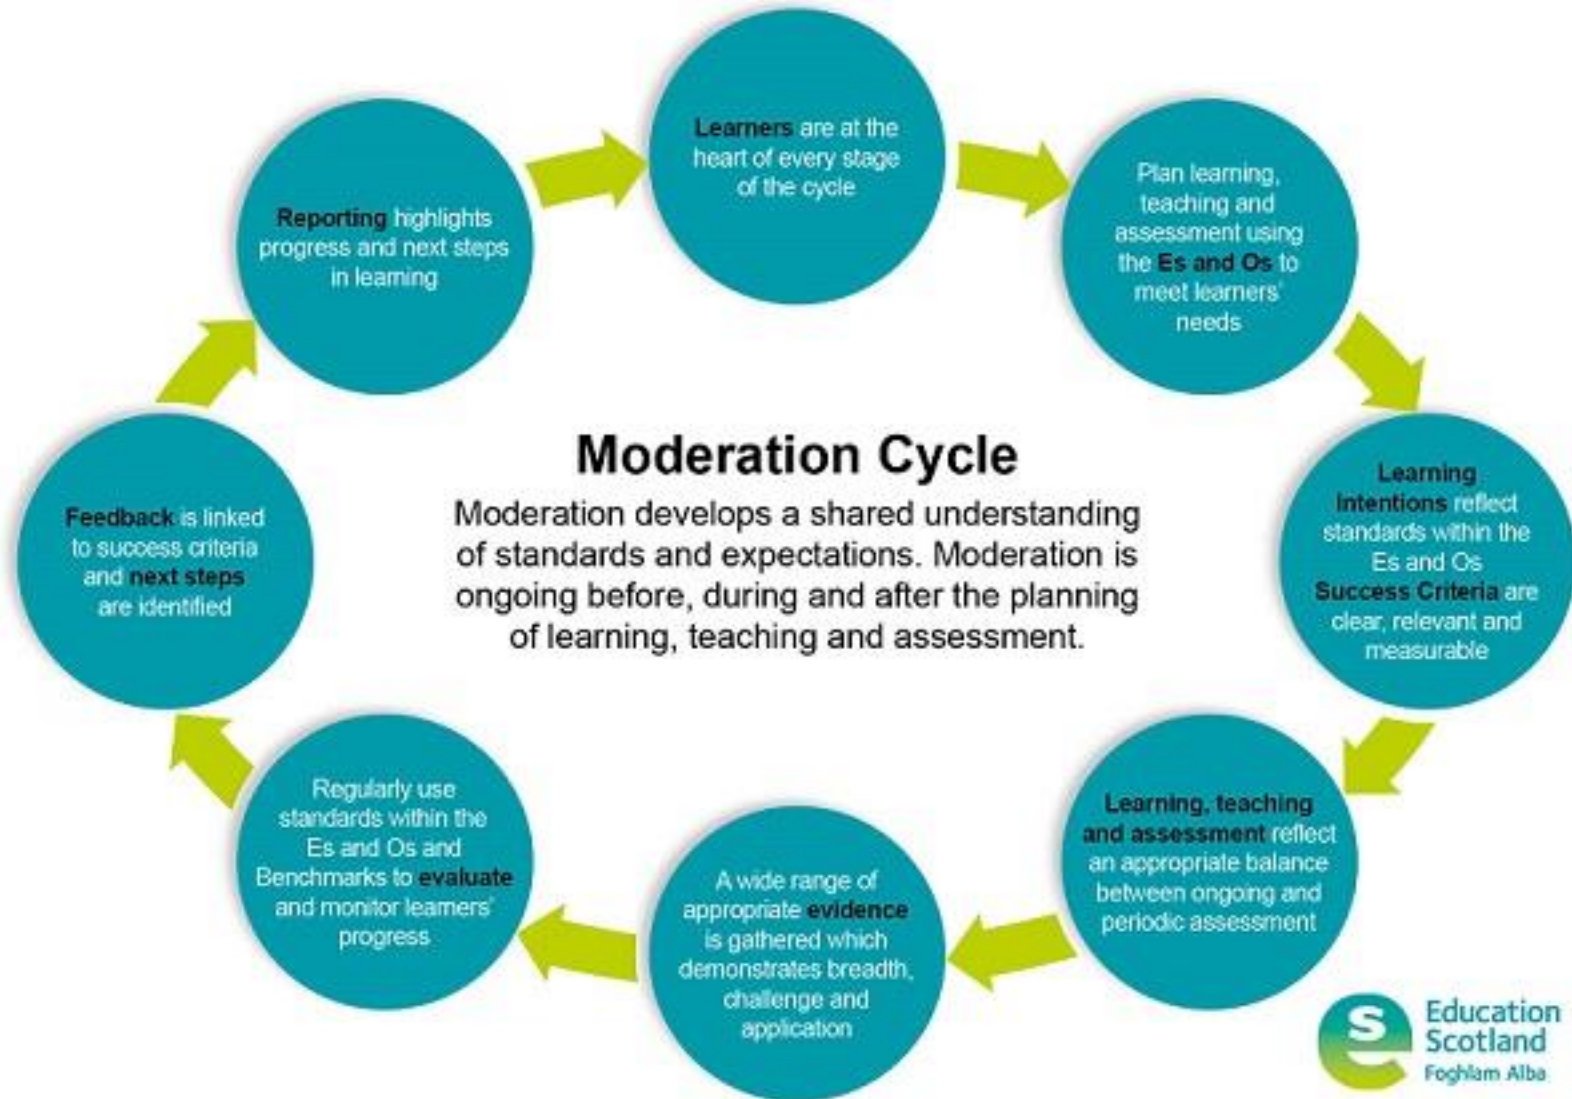 Learners are at the
heart of every stage
of the cycle
Plan learning,
teaching and
assessment using
the Es and Os to
meet learners'
needs
Learning
Intentions reflect
standards within the
Es and Os
Success Criteria are
clear, relevant and
measurable
Learning, teaching
and assessment reflect
an appropriate balance
between ongoing and
periodic assessment
A wide range of
appropriate evidence
is gathered which
demonstrates breadth,
challenge and
application
Regularly use
standards within the
Es and Os and
Benchmarks to evaluate
and monitor learners'
progress
Feedback is linked
to success criteria
and next steps
are identified
Reporting highlights
progress and next steps
in learning
Moderation Cycle
Moderation develops a shared understanding
of standards and expectations. Moderation is
ongoing before, during and after the planning
of learning, teaching and assessment.
Education
Scotland
Foghlam Alba